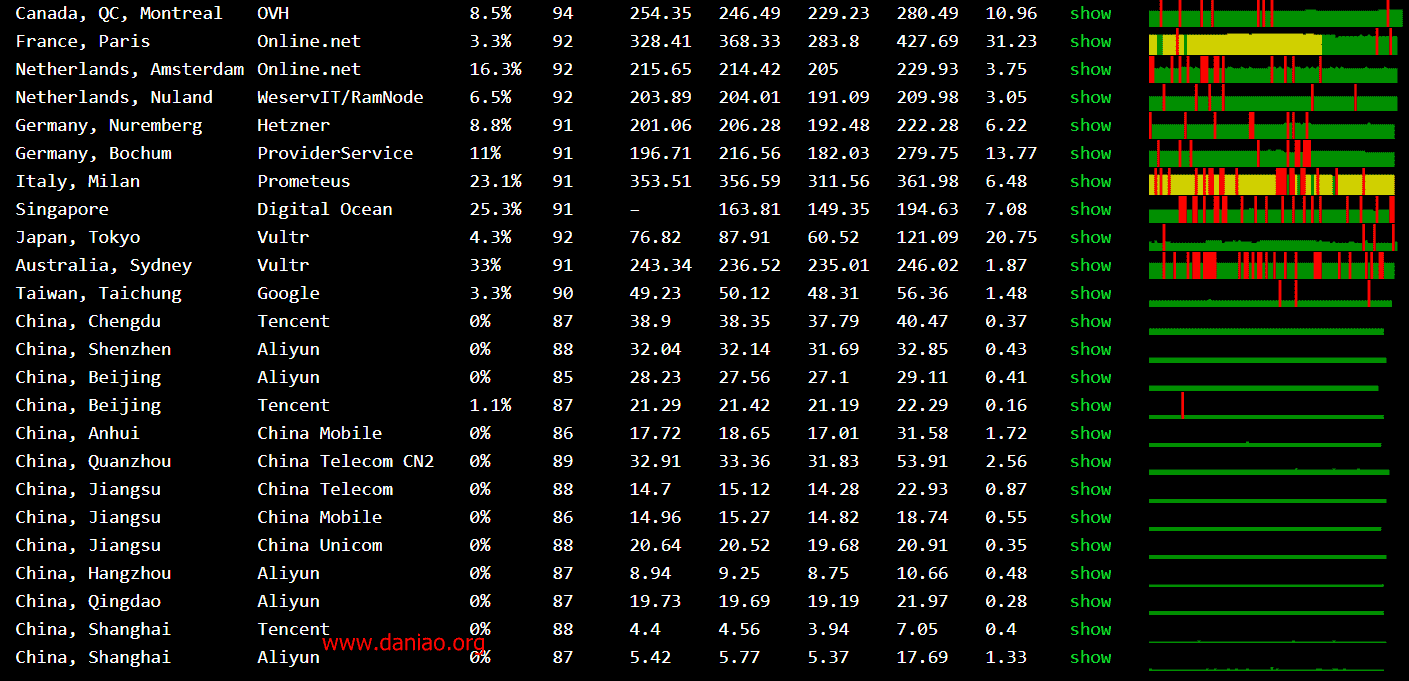 Canada, QC, Montreal OVH 8.5% 94 254.35 246.49 229.23 280.49 10.96 show
France, Paris Online.net 3.3% 92 328.41 368.33 283.8 427.69 31.23 show
Netherlands, Amsterdam Online.net 16.3% 92 215.65 214.42 205 229.93 3.75 show
Netherlands, Nuland WeservIT/RamNode 6.5% 92 203.89 204.01 191.09 209.98 3.05 show
Germany, Nuremberg Hetzner 8.8% 91 201.06 206.28 192.48 222.28 6.22 show
Germany, Bochum ProviderService 11% 91 196.71 216.56 182.03 279.75 13.77 show
Italy, Milan Prometeus 23.1% 91 353.51 356.59 311.56 361.98 6.48 show
Singapore Digital Ocean 25.3% 91 – 163.81 149.35 194.63 7.08 show
Japan, Tokyo Vultr 4.3% 92 76.82 87.91 60.52 121.09 20.75 show
Australia, Sydney Vultr 33% 91 243.34 236.52 235.01 246.02 1.87 show
Taiwan, Taichung Google 3.3% 90 49.23 50.12 48.31 56.36 1.48 show
China, Chengdu Tencent 0% 87 38.9 38.35 37.79 40.47 0.37 show
China, Shenzhen Aliyun 0% 88 32.04 32.14 31.69 32.85 0.43 show
China, Beijing Aliyun 0% 85 28.23 27.56 27.1 29.11 0.41 show
China, Beijing Tencent 1.1% 87 21.29 21.42 21.19 22.29 0.16 show
China, Anhui China Mobile 0% 86 17.72 18.65 17.01 31.58 1.72 show
China, Quanzhou China Telecom CN2 0% 89 32.91 33.36 31.83 53.91 2.56 show
China, Jiangsu China Telecom 0% 88 14.7 15.12 14.28 22.93 0.87 show
China, Jiangsu China Mobile 0% 86 14.96 15.27 14.82 18.74 0.55 show
China, Jiangsu China Unicom 0% 88 20.64 20.52 19.68 20.91 0.35 show
China, Hangzhou Aliyun 0% 87 8.94 9.25 8.75 10.66 0.48 show
China, Qingdao Aliyun 0% 87 19.73 19.69 19.19 21.97 0.28 show
China, Shanghai Tencent 0% 88 4.4 4.56 3.94 7.05 0.4 show
www.daniao.org
China, Shanghai Aliyun 0% 87 5.42 5.77 5.37 17.69 1.33 show